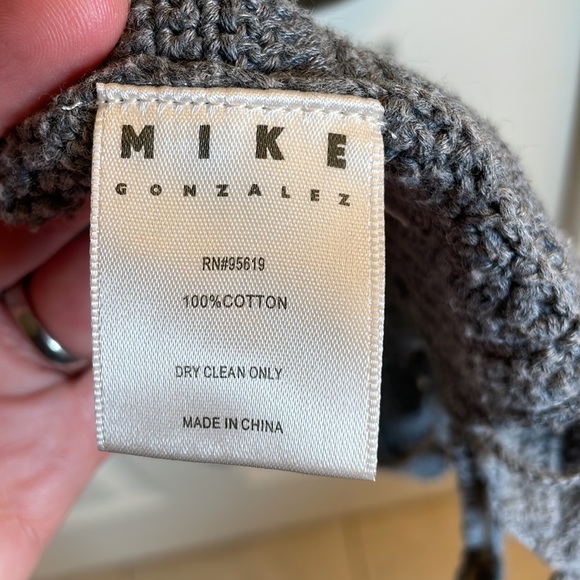 MIKE
GONZALEZ
RN#95619
100%COTTON
DRY CLEAN ONLY
MADE IN CHINA